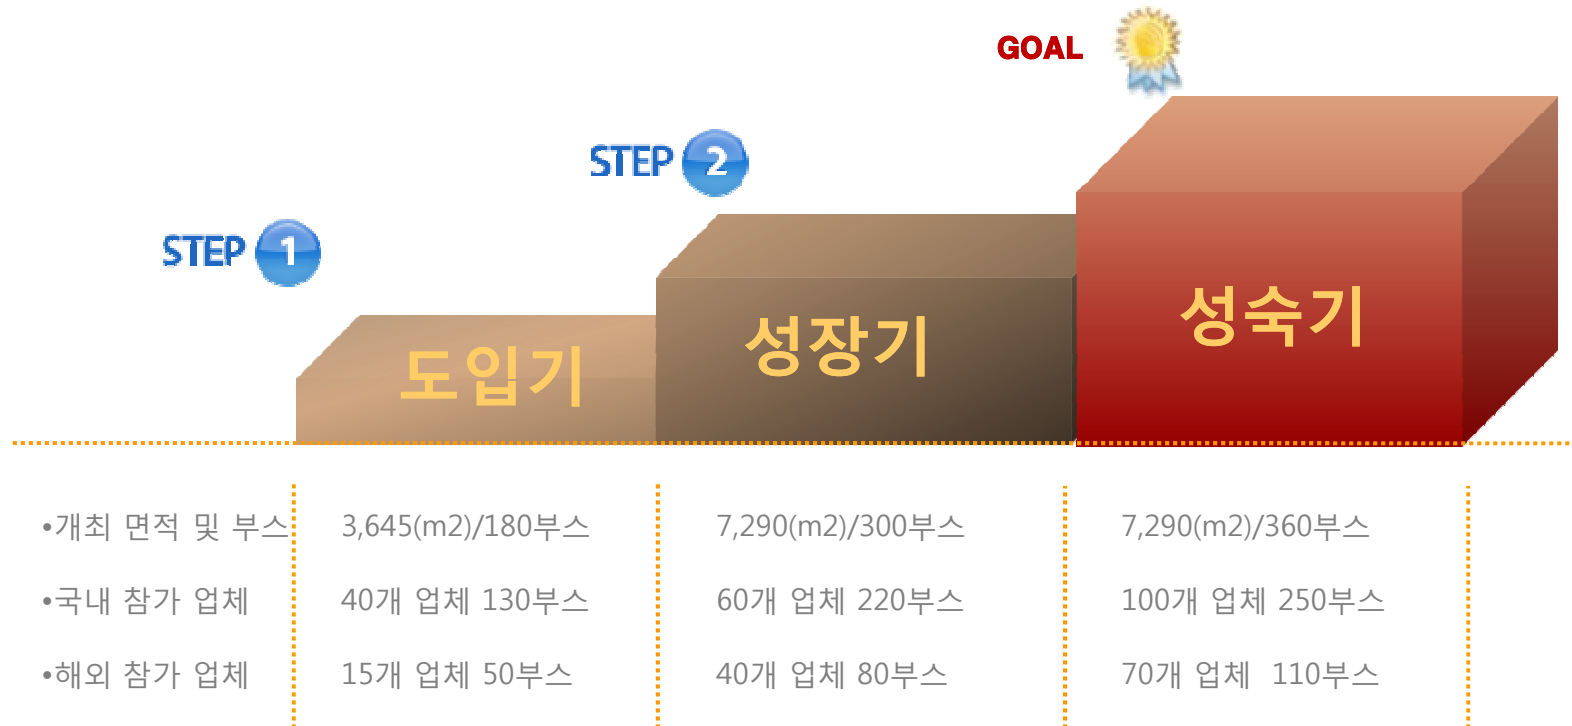 GOAL
STEP 2
STEP 1
성숙기
성장기
도입기
•개최 면적 및 부스 3,645(m2)/180부스 7,290(m2)/300부스 7,290(m2)/360부스
•국내 참가 업체 40개 업체 130부스 60개 업체 220부스 100개 업체 250부스
•해외 참가 업체 15개 업체 50부스 40개 업체 80부스 70개 업체 110부스